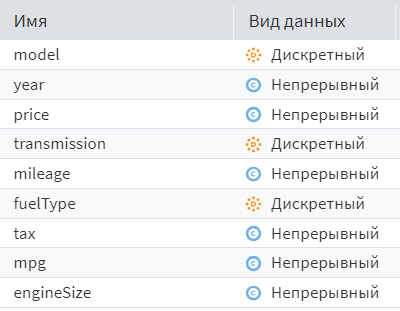 Имя Вид данных
model Дискретный
year Непрерывный
price Непрерывный
transmission Дискретный
mileage Непрерывный
fuelType Дискретный
tax Непрерывный
mpg Непрерывный
engineSize Непрерывный